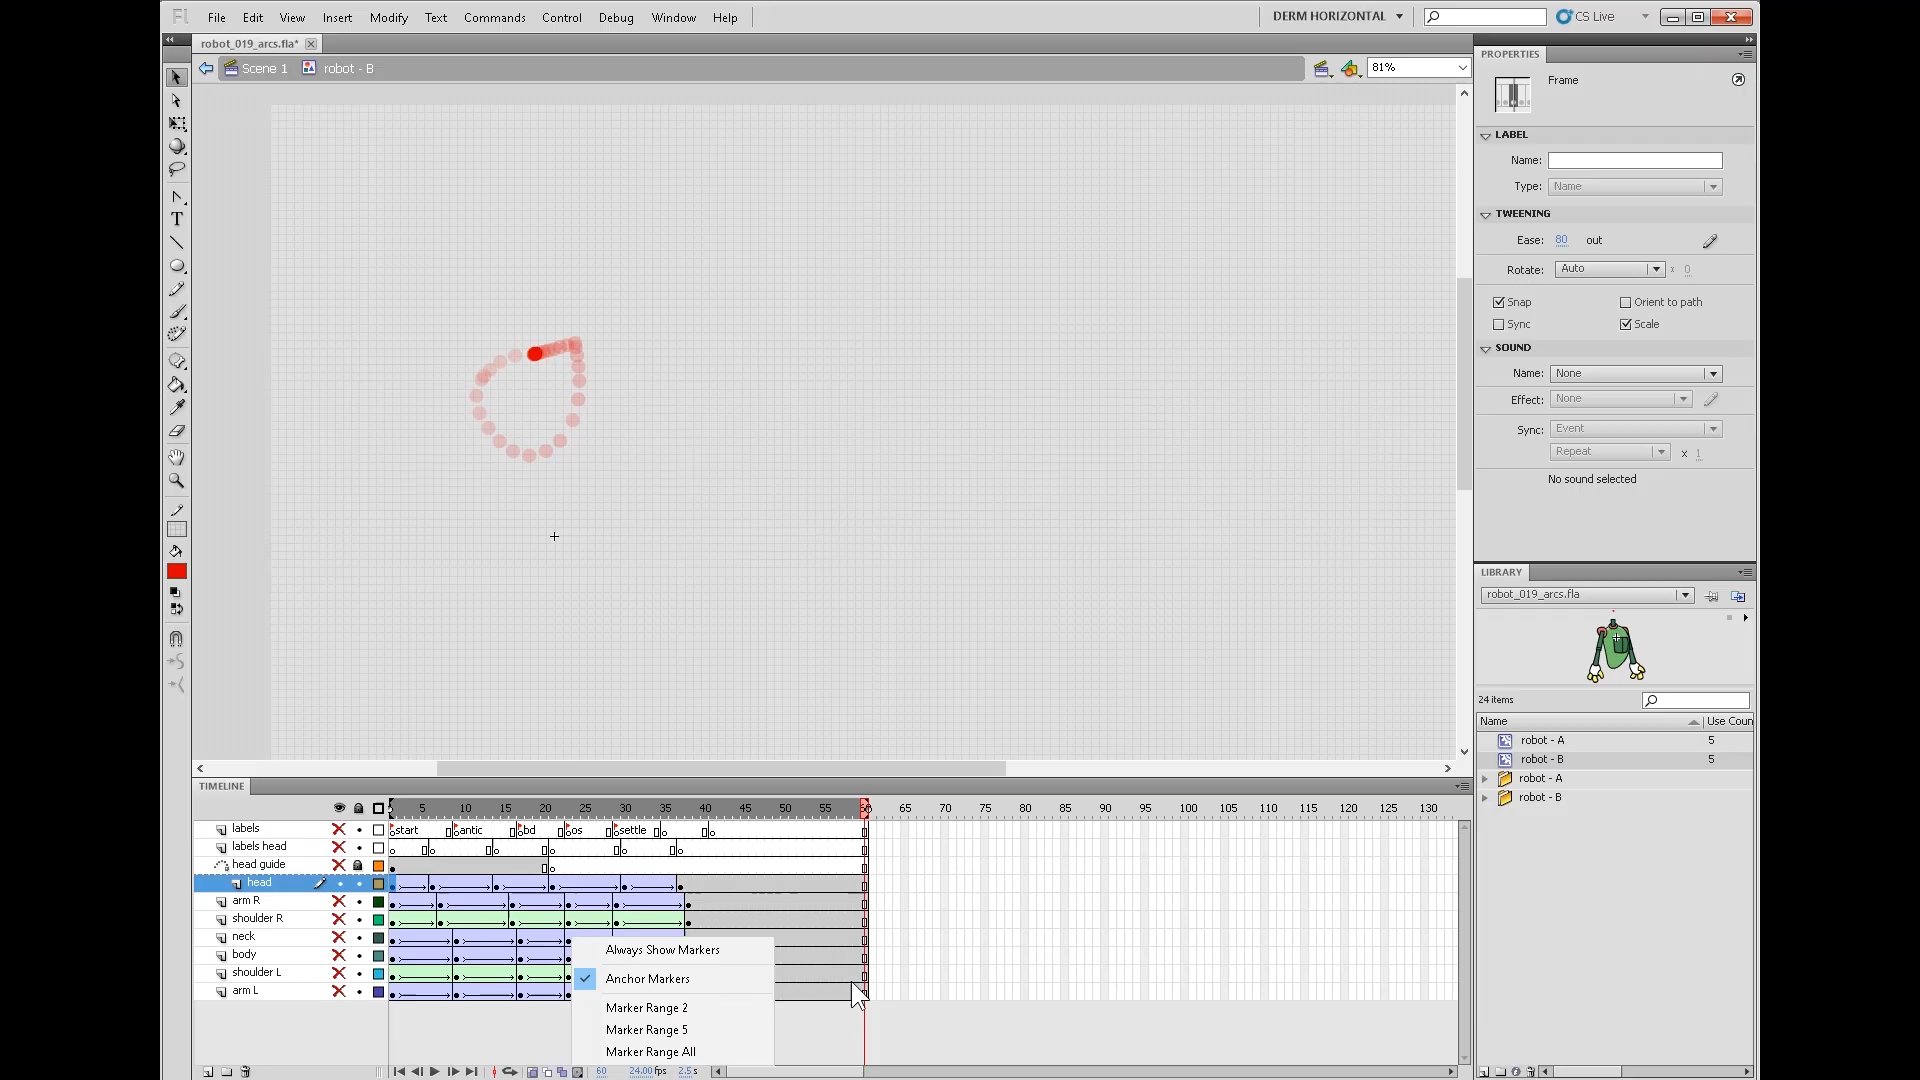 Fl File Edit View Insert Modify Text Commands Control Debug Window Help DERM HORIZONTAL CS Live
robot_019_arcs.fla*
Scene 1 robot - B 81%
PROPERTIES
Frame
LABEL
Name:
Type: Name
TWEENING
Ease: 80 out
Rotate: Auto x 0
Snap Orient to path
Sync Scale
SOUND
Name: None
Effect: None
Sync: Event
Repeat x 1
No sound selected
LIBRARY
robot_019_arcs.fla
24 items
Name Use Coun
robot - A 5
robot - B 5
robot - A
robot - B
TIMELINE
5 10 15 20 25 30 35 40 45 50 55 60 65 70 75 80 85 90 95 100 105 110 115 120 125 130
labels start antic bd os settle
labels head
head guide
head
arm R
shoulder R
neck
body
shoulder L
arm L
Always Show Markers
Anchor Markers
Marker Range 2
Marker Range 5
Marker Range All
60 24.00 fps 2.5 s